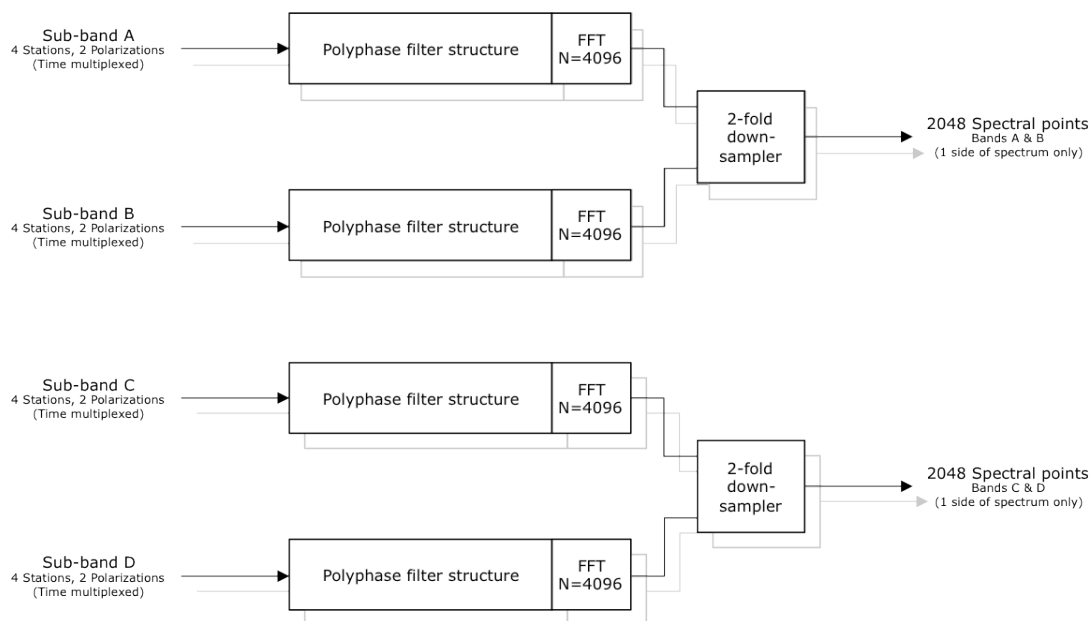 Sub-band A
4 Stations, 2 Polarizations
(Time multiplexed)
Polyphase filter structure
FFT
N=4096
2-fold
down-
sampler
2048 Spectral points
Bands A & B
(1 side of spectrum only)
Sub-band B
4 Stations, 2 Polarizations
(Time multiplexed)
Polyphase filter structure
FFT
N=4096
Sub-band C
4 Stations, 2 Polarizations
(Time multiplexed)
Polyphase filter structure
FFT
N=4096
2-fold
down-
sampler
2048 Spectral points
Bands C & D
(1 side of spectrum only)
Sub-band D
4 Stations, 2 Polarizations
(Time multiplexed)
Polyphase filter structure
FFT
N=4096